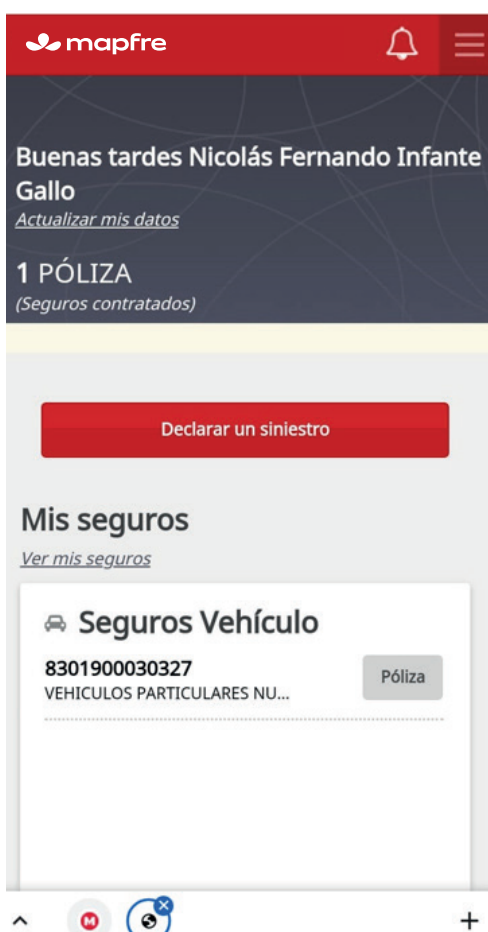 mapfre
Buenas tardes Nicolás Fernando Infante
Gallo
Actualizar mis datos
1 PÓLIZA
(Seguros contratados)
Declarar un siniestro
Mis seguros
Ver mis seguros
Seguros Vehículo
8301900030327
VEHICULOS PARTICULARES NU...
Póliza
M